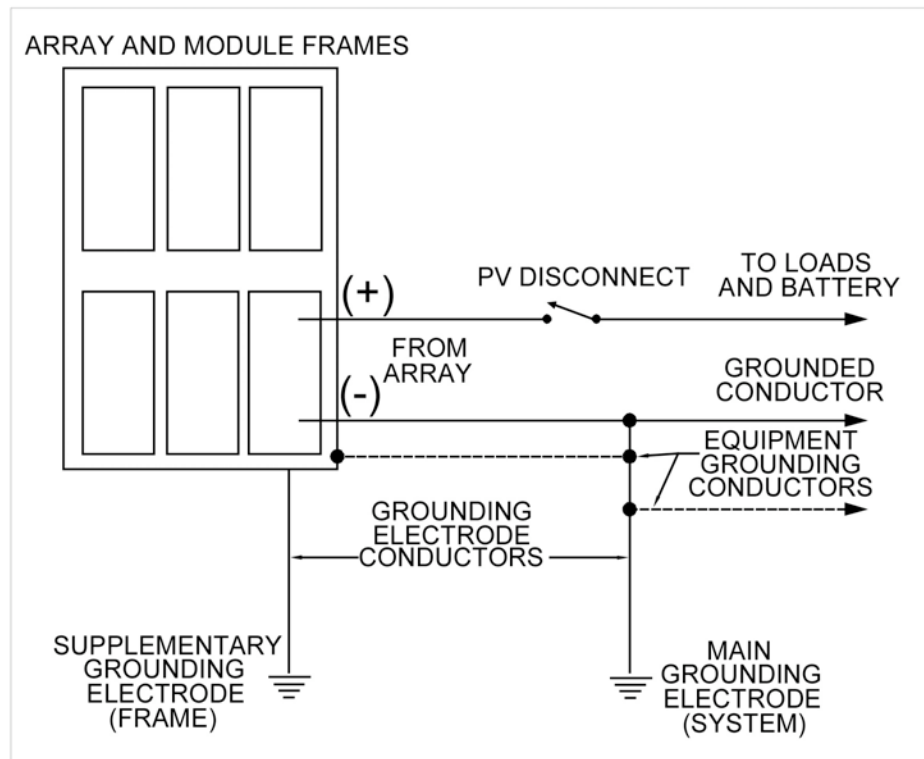 ARRAY AND MODULE FRAMES
(+)
PV DISCONNECT
TO LOADS
AND BATTERY
FROM
ARRAY
(-)
GROUNDED
CONDUCTOR
EQUIPMENT
GROUNDING
CONDUCTORS
GROUNDING
ELECTRODE
CONDUCTORS
SUPPLEMENTARY
GROUNDING
ELECTRODE
(FRAME)
MAIN
GROUNDING
ELECTRODE
(SYSTEM)